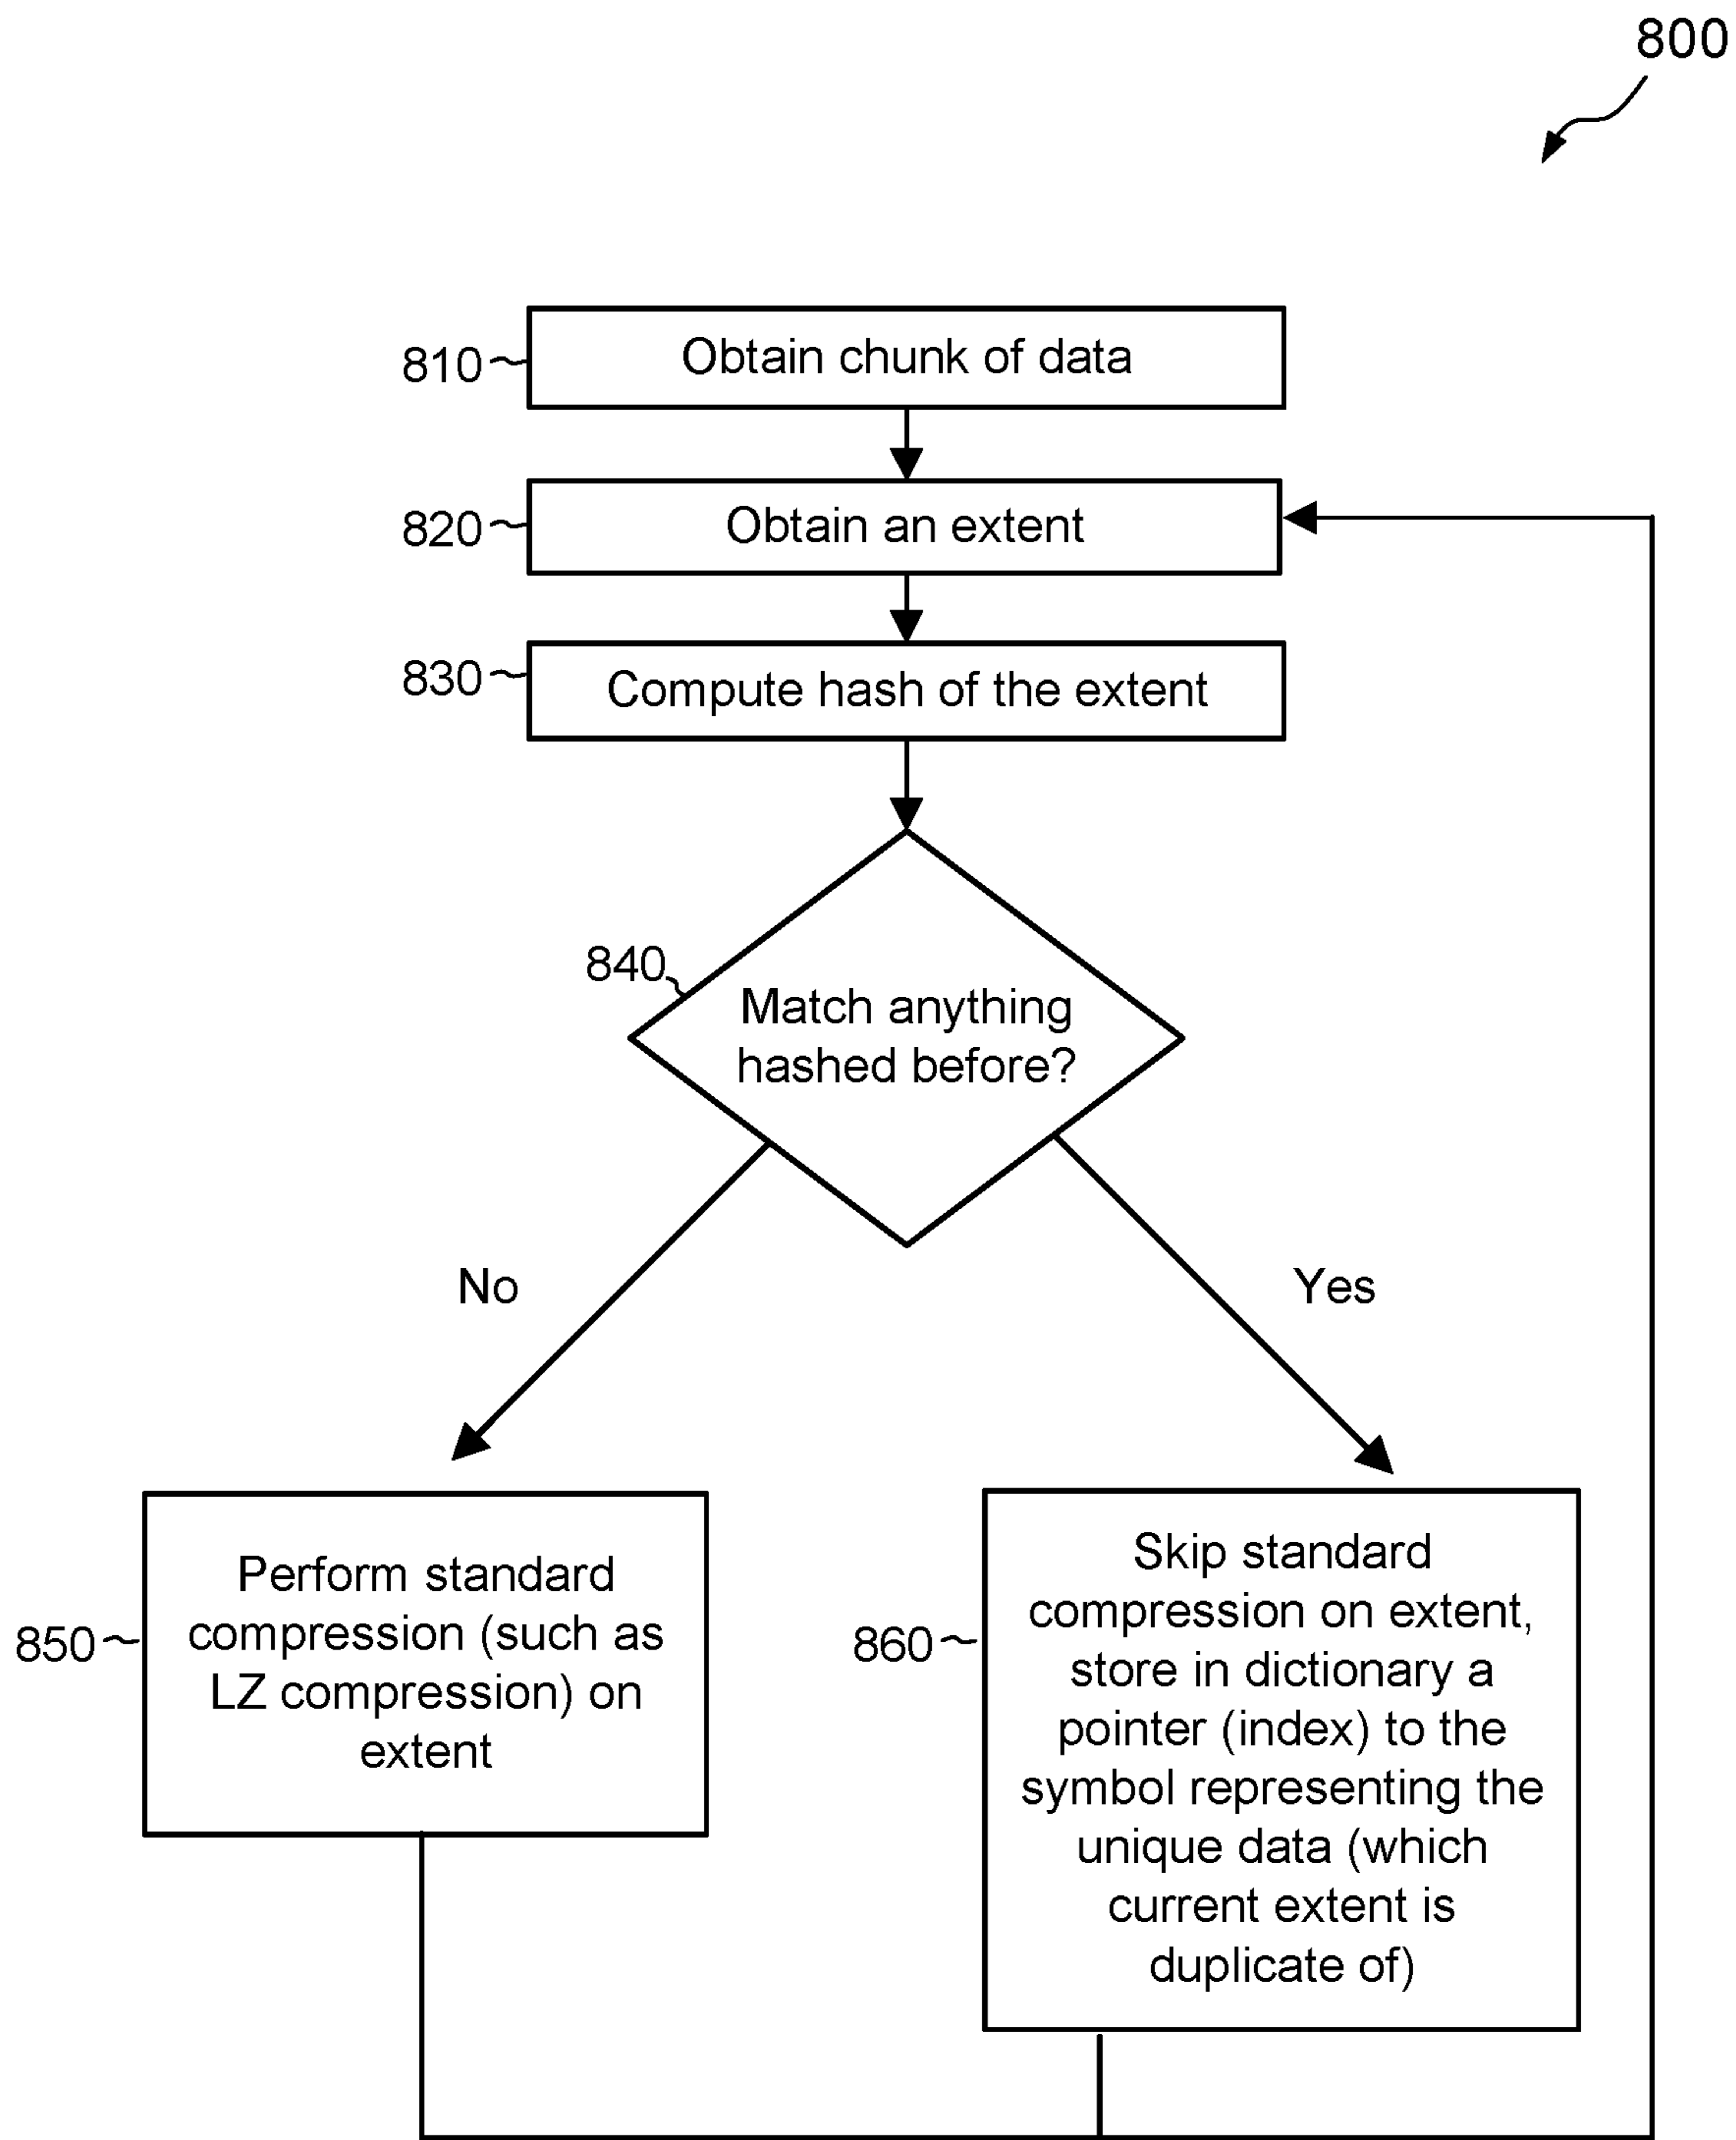 800
810
Obtain chunk of data
820
Obtain an extent
830
Compute hash of the extent
840
Match anything
hashed before?
No
Yes
850
Perform standard
compression (such as
LZ compression) on
extent
860
Skip standard
compression on extent,
store in dictionary a
pointer (index) to the
symbol representing the
unique data (which
current extent is
duplicate of)